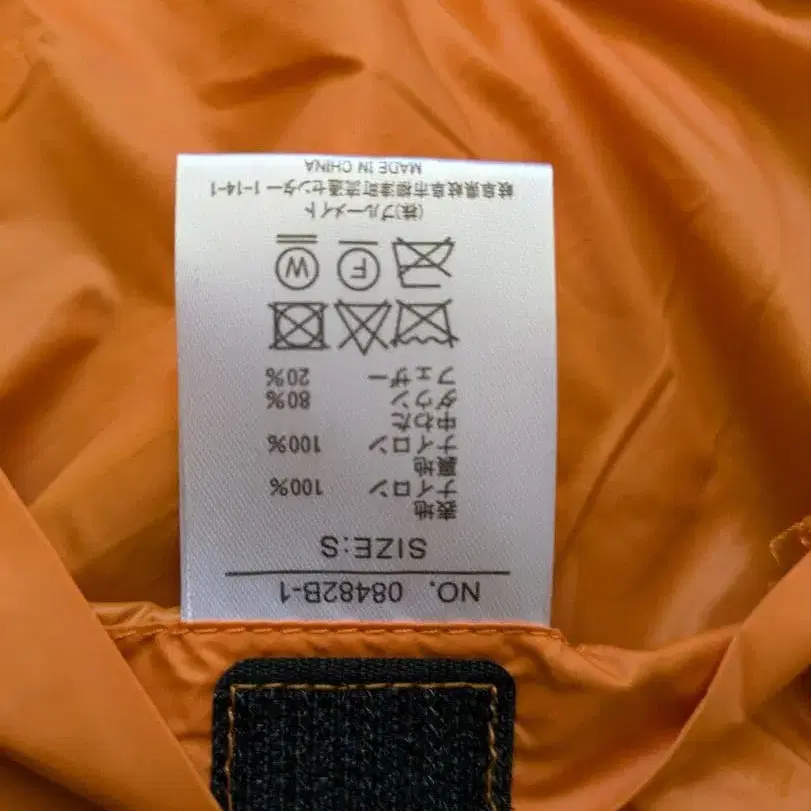 NO. 08482B-1
SIZE:S
表地
ナイロン 100%
裏地
ナイロン 100%
中わた
ダウン 80%
フェザー 20%
F W
(株)ブルーメイト
岐阜県岐阜市柳津町流通センター1-14-1
MADE IN CHINA